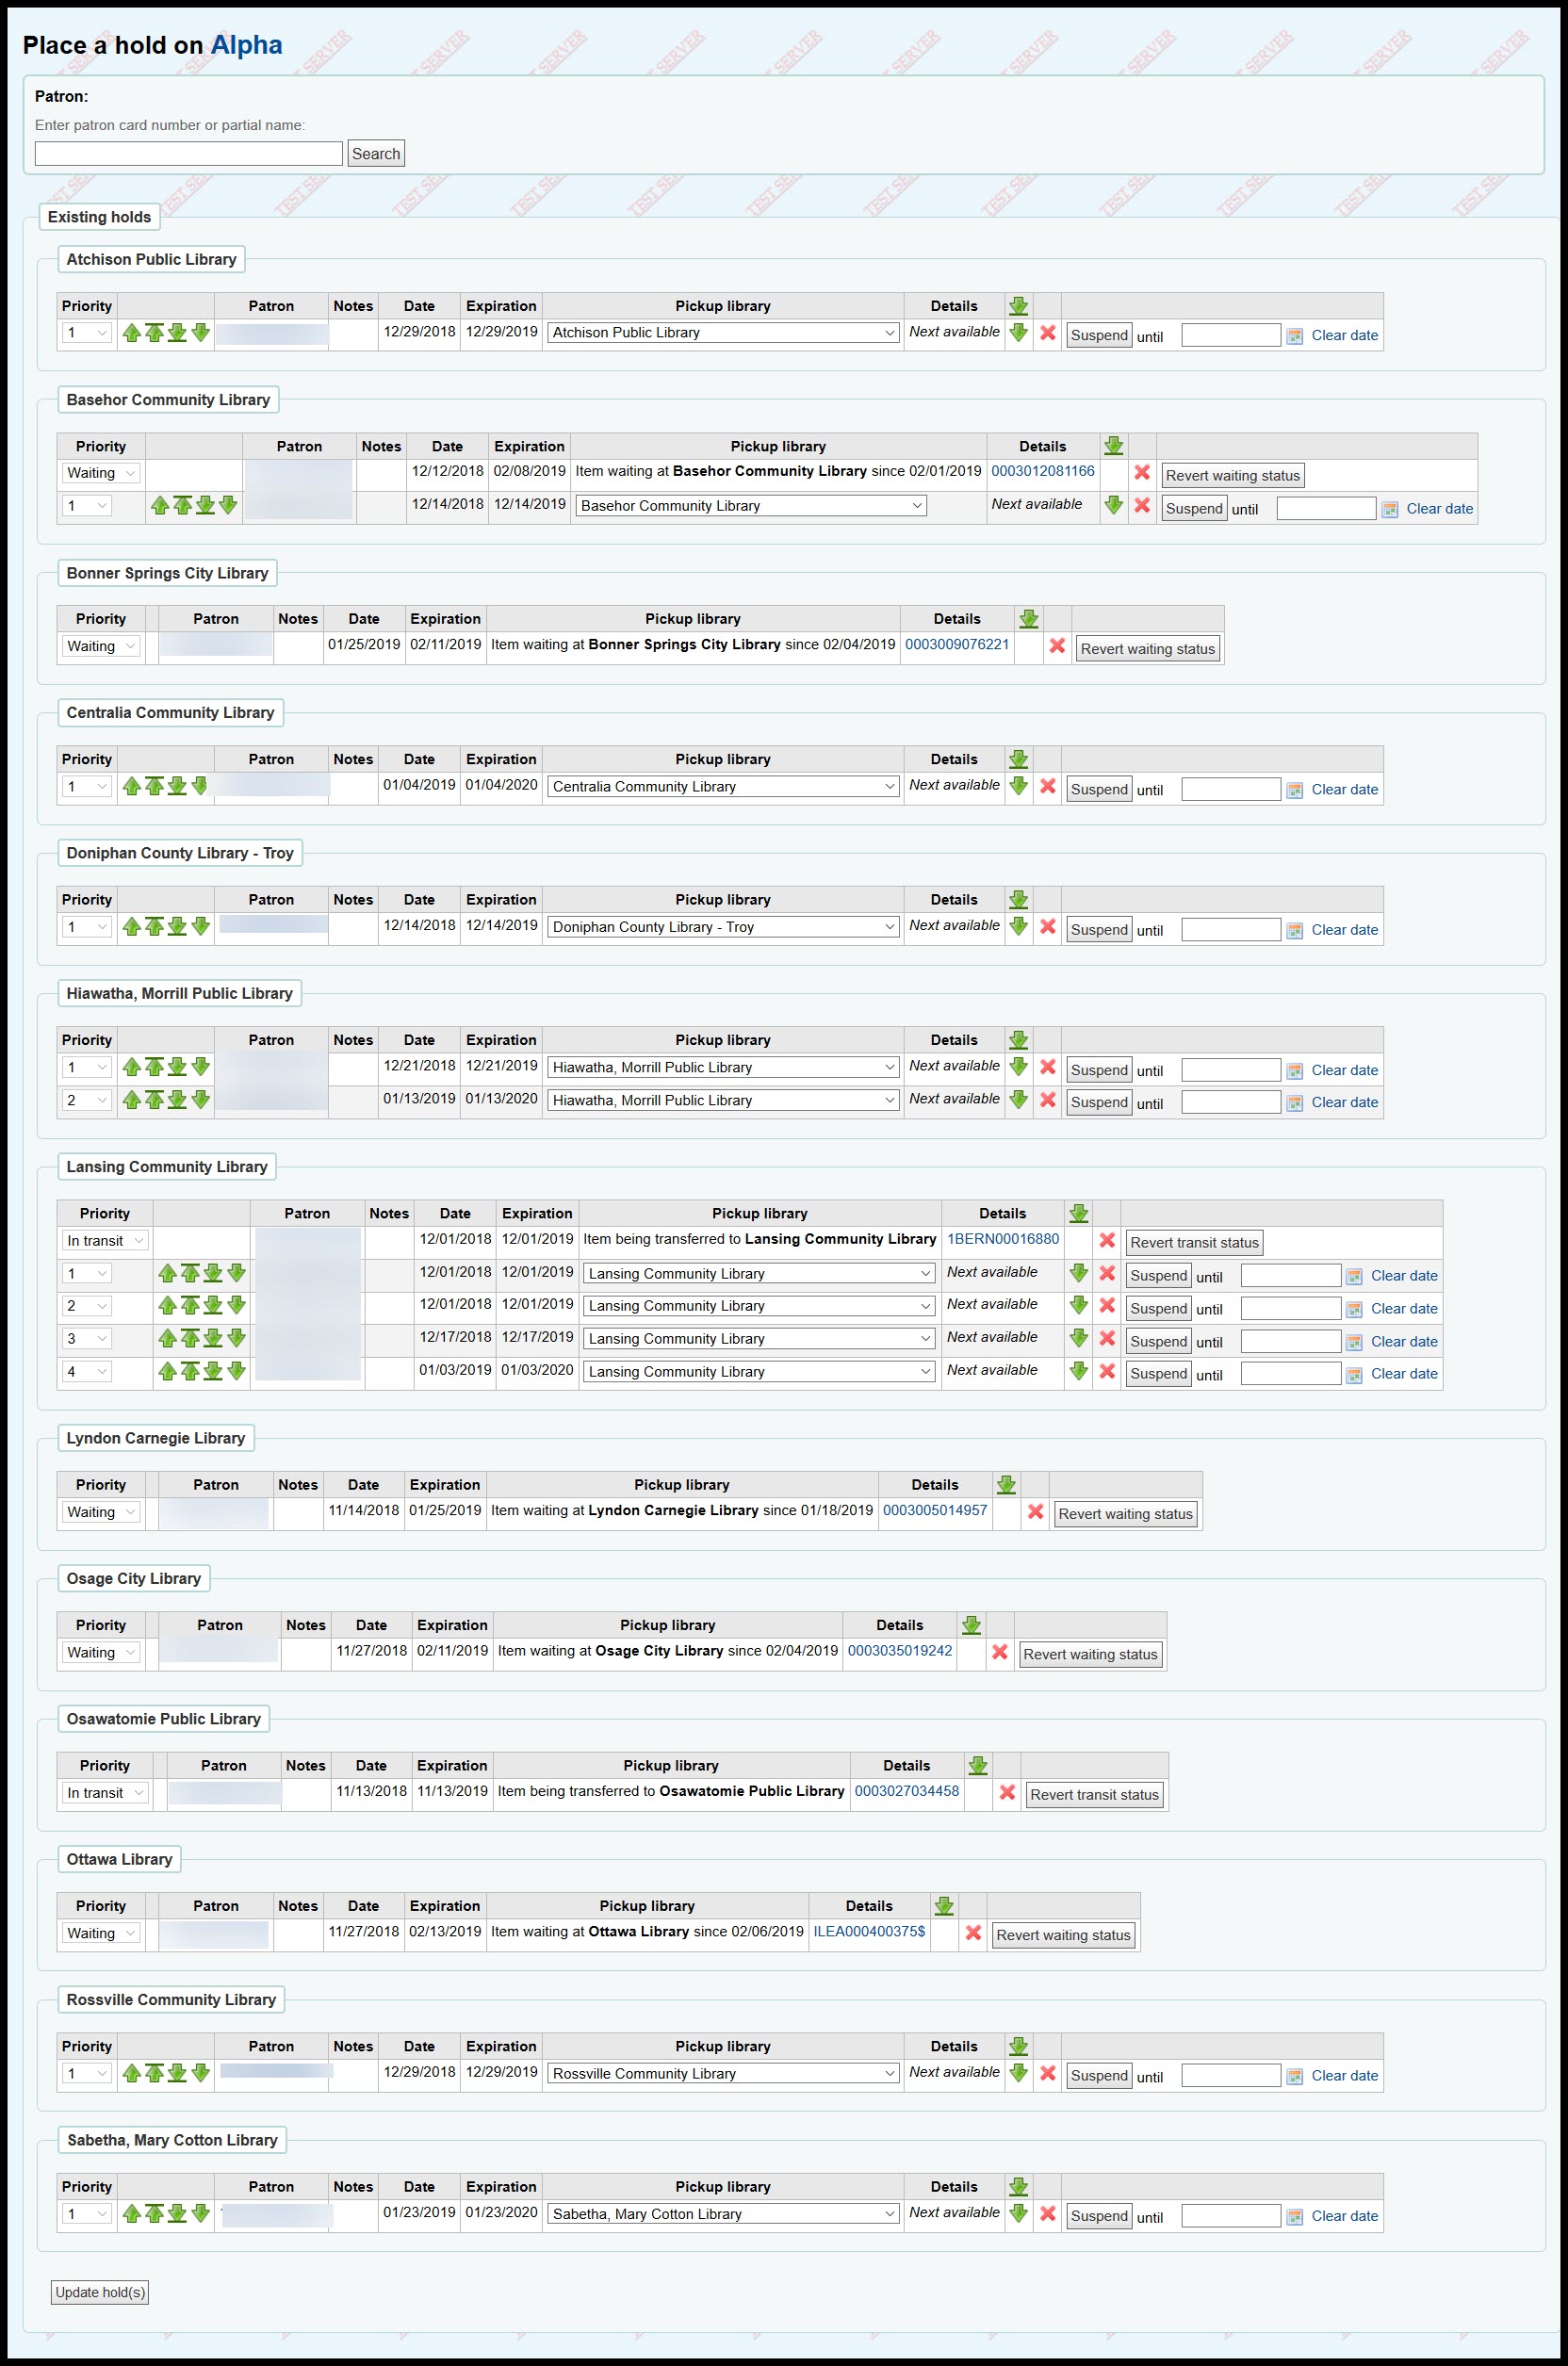 Place a hold on Alpha
Patron:
Enter patron card number or partial name:
Search
TEST SERVER
Existing holds
Atchison Public Library
Priority Patron Notes Date Expiration Pickup library Details
1 12/29/2018 12/29/2019 Atchison Public Library Next available Suspend until Clear date
Basehor Community Library
Priority Patron Notes Date Expiration Pickup library Details
Waiting 12/12/2018 02/08/2019 Item waiting at Basehor Community Library since 02/01/2019 0003012081166 Revert waiting status
1 12/14/2018 12/14/2019 Basehor Community Library Next available Suspend until Clear date
Bonner Springs City Library
Priority Patron Notes Date Expiration Pickup library Details
Waiting 01/25/2019 02/11/2019 Item waiting at Bonner Springs City Library since 02/04/2019 0003009076221 Revert waiting status
Centralia Community Library
Priority Patron Notes Date Expiration Pickup library Details
1 01/04/2019 01/04/2020 Centralia Community Library Next available Suspend until Clear date
Doniphan County Library - Troy
Priority Patron Notes Date Expiration Pickup library Details
1 12/14/2018 12/14/2019 Doniphan County Library - Troy Next available Suspend until Clear date
Hiawatha, Morrill Public Library
Priority Patron Notes Date Expiration Pickup library Details
1 12/21/2018 12/21/2019 Hiawatha, Morrill Public Library Next available Suspend until Clear date
2 01/13/2019 01/13/2020 Hiawatha, Morrill Public Library Next available Suspend until Clear date
Lansing Community Library
Priority Patron Notes Date Expiration Pickup library Details
In transit 12/01/2018 12/01/2019 Item being transferred to Lansing Community Library 1BERN00016880 Revert transit status
1 12/01/2018 12/01/2019 Lansing Community Library Next available Suspend until Clear date
2 12/01/2018 12/01/2019 Lansing Community Library Next available Suspend until Clear date
3 12/17/2018 12/17/2019 Lansing Community Library Next available Suspend until Clear date
4 01/03/2019 01/03/2020 Lansing Community Library Next available Suspend until Clear date
Lyndon Carnegie Library
Priority Patron Notes Date Expiration Pickup library Details
Waiting 11/14/2018 01/25/2019 Item waiting at Lyndon Carnegie Library since 01/18/2019 0003005014957 Revert waiting status
Osage City Library
Priority Patron Notes Date Expiration Pickup library Details
Waiting 11/27/2018 02/11/2019 Item waiting at Osage City Library since 02/04/2019 0003035019242 Revert waiting status
Osawatomie Public Library
Priority Patron Notes Date Expiration Pickup library Details
In transit 11/13/2018 11/13/2019 Item being transferred to Osawatomie Public Library 0003027034458 Revert transit status
Ottawa Library
Priority Patron Notes Date Expiration Pickup library Details
Waiting 11/27/2018 02/13/2019 Item waiting at Ottawa Library since 02/06/2019 ILEA000400375$ Revert waiting status
Rossville Community Library
Priority Patron Notes Date Expiration Pickup library Details
1 12/29/2018 12/29/2019 Rossville Community Library Next available Suspend until Clear date
Sabetha, Mary Cotton Library
Priority Patron Notes Date Expiration Pickup library Details
1 01/23/2019 01/23/2020 Sabetha, Mary Cotton Library Next available Suspend until Clear date
Update hold(s)